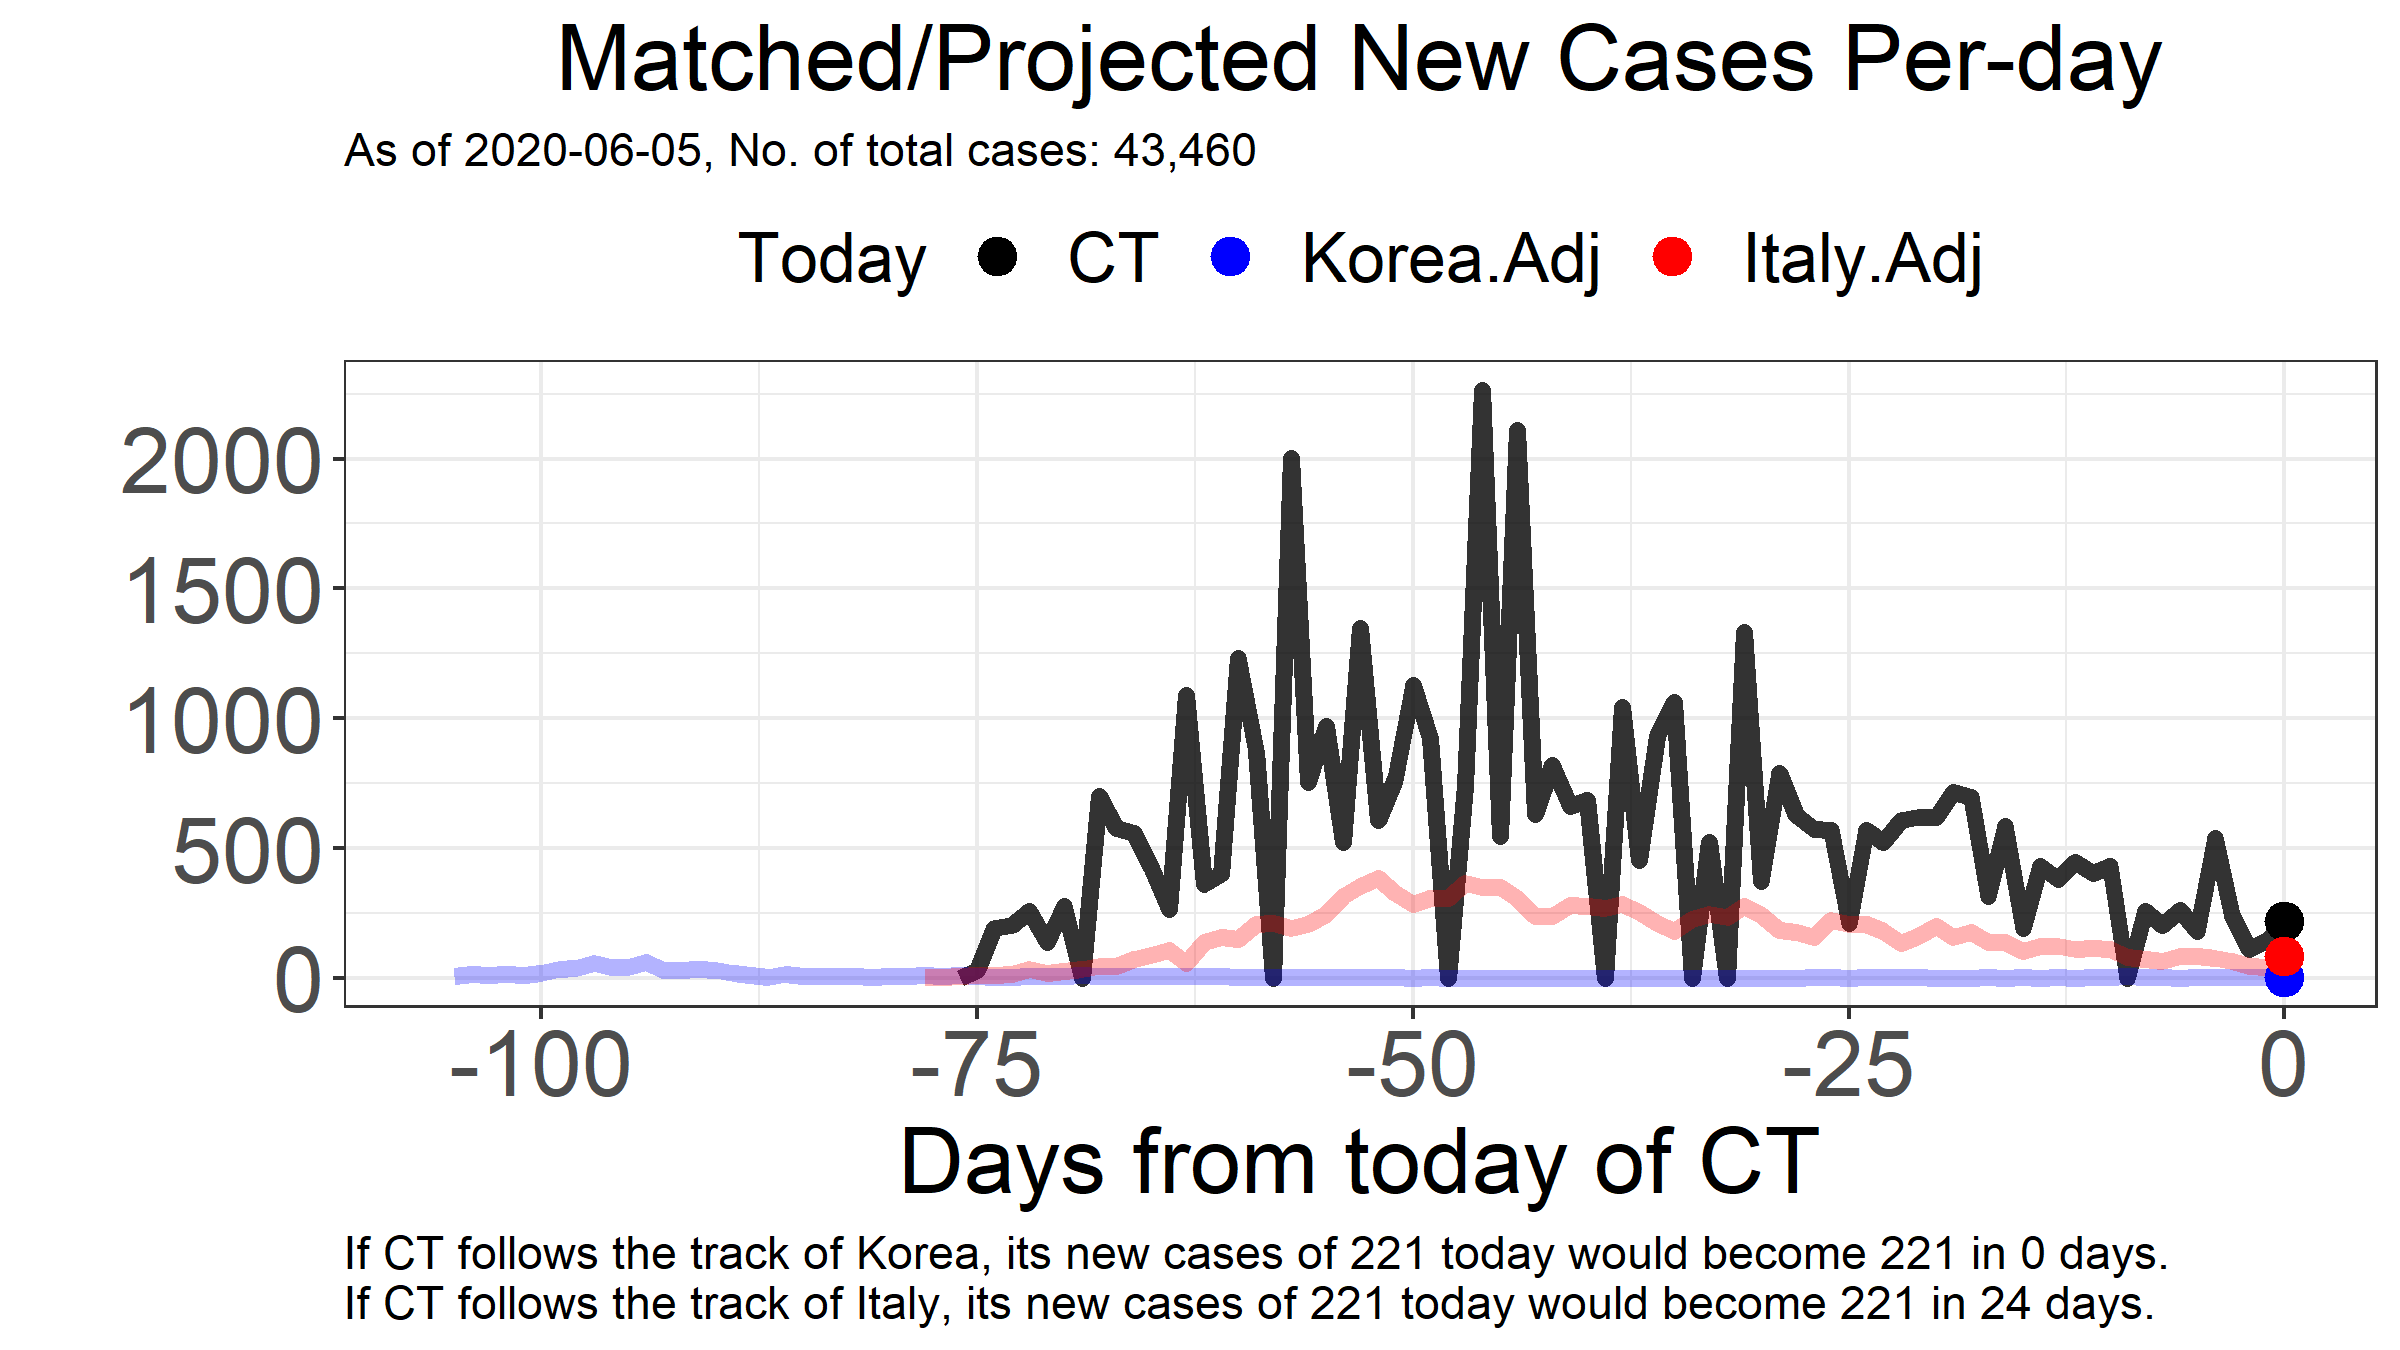 Matched/Projected New Cases Per-day
As of 2020-06-05, No. of total cases: 43,460
Today CT Korea.Adj Italy.Adj
2000
1500
1000
500
0
-100 -75 -50 -25 0
Days from today of CT
If CT follows the track of Korea, its new cases of 221 today would become 221 in 0 days.
If CT follows the track of Italy, its new cases of 221 today would become 221 in 24 days.